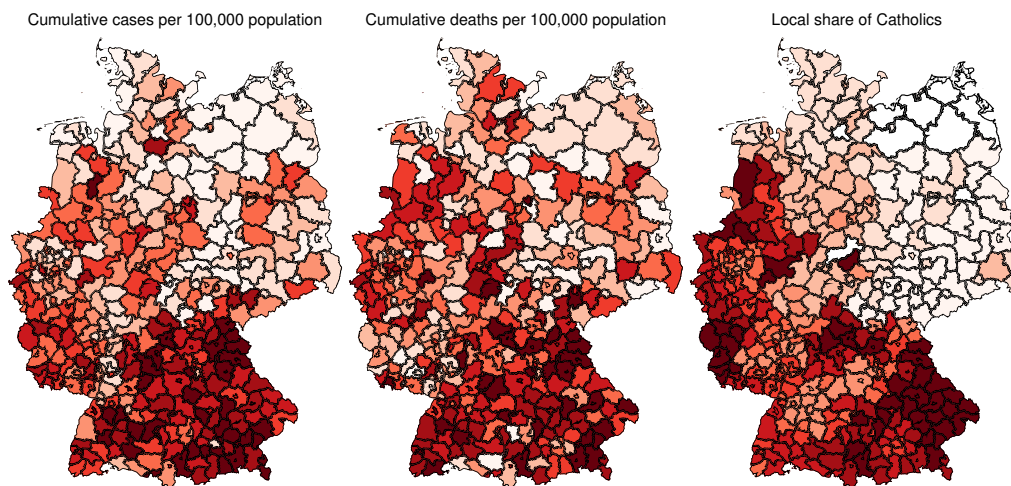 Cumulative cases per 100,000 population
Cumulative deaths per 100,000 population
Local share of Catholics